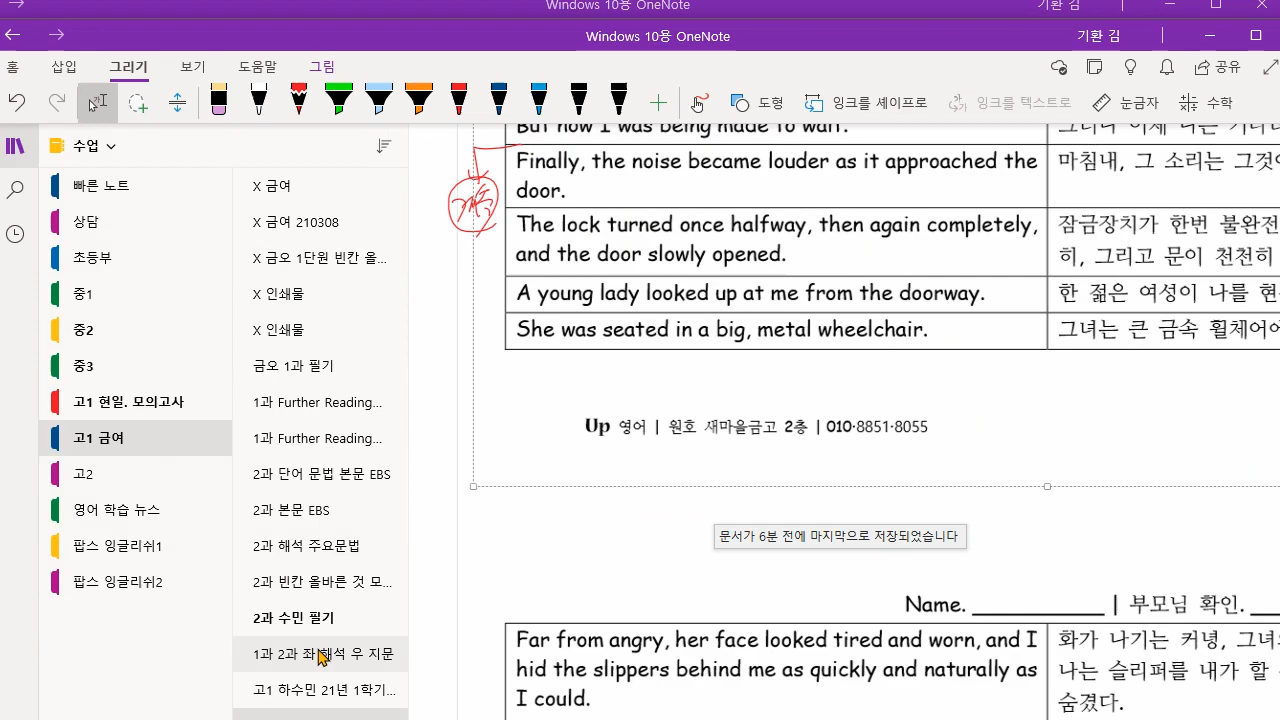 Windows 10용 OneNote
기환 김
Windows 10용 OneNote
기환 김
홈 삽입 그리기 보기 도움말 그림
공유
도형 잉크를 셰이프로 잉크를 텍스트로 눈금자 수학
수업
빠른 노트
상담
초등부
중1
중2
중3
고1 현일. 모의고사
고1 금여
고2
영어 학습 뉴스
팝스 잉글리쉬1
팝스 잉글리쉬2
X 금여
X 금여 210308
X 금오 1단원 빈칸 올...
X 인쇄물
X 인쇄물
금오 1과 필기
1과 Further Reading...
1과 Further Reading...
2과 단어 문법 본문 EBS
2과 본문 EBS
2과 해석 주요문법
2과 빈칸 올바른 것 모...
2과 수민 필기
1과 2과 좌 해석 우 지문
고1 하수민 21년 1학기...
But now I was being made to wait.
Finally, the noise became louder as it approached the
door.
마침내, 그 소리는 그것이
The lock turned once halfway, then again completely,
and the door slowly opened.
잠금장치가 한번 불완전
히, 그리고 문이 천천히
A young lady looked up at me from the doorway.
한 젊은 여성이 나를 현
She was seated in a big, metal wheelchair.
그녀는 큰 금속 휠체어에
Up 영어 | 원호 새마을금고 2층 | 010·8851·8055
문서가 6분 전에 마지막으로 저장되었습니다
Name. ____________ | 부모님 확인. ___
Far from angry, her face looked tired and worn, and I
hid the slippers behind me as quickly and naturally as
I could.
화가 나기는 커녕, 그녀의
나는 슬리퍼를 내가 할
숨겼다.